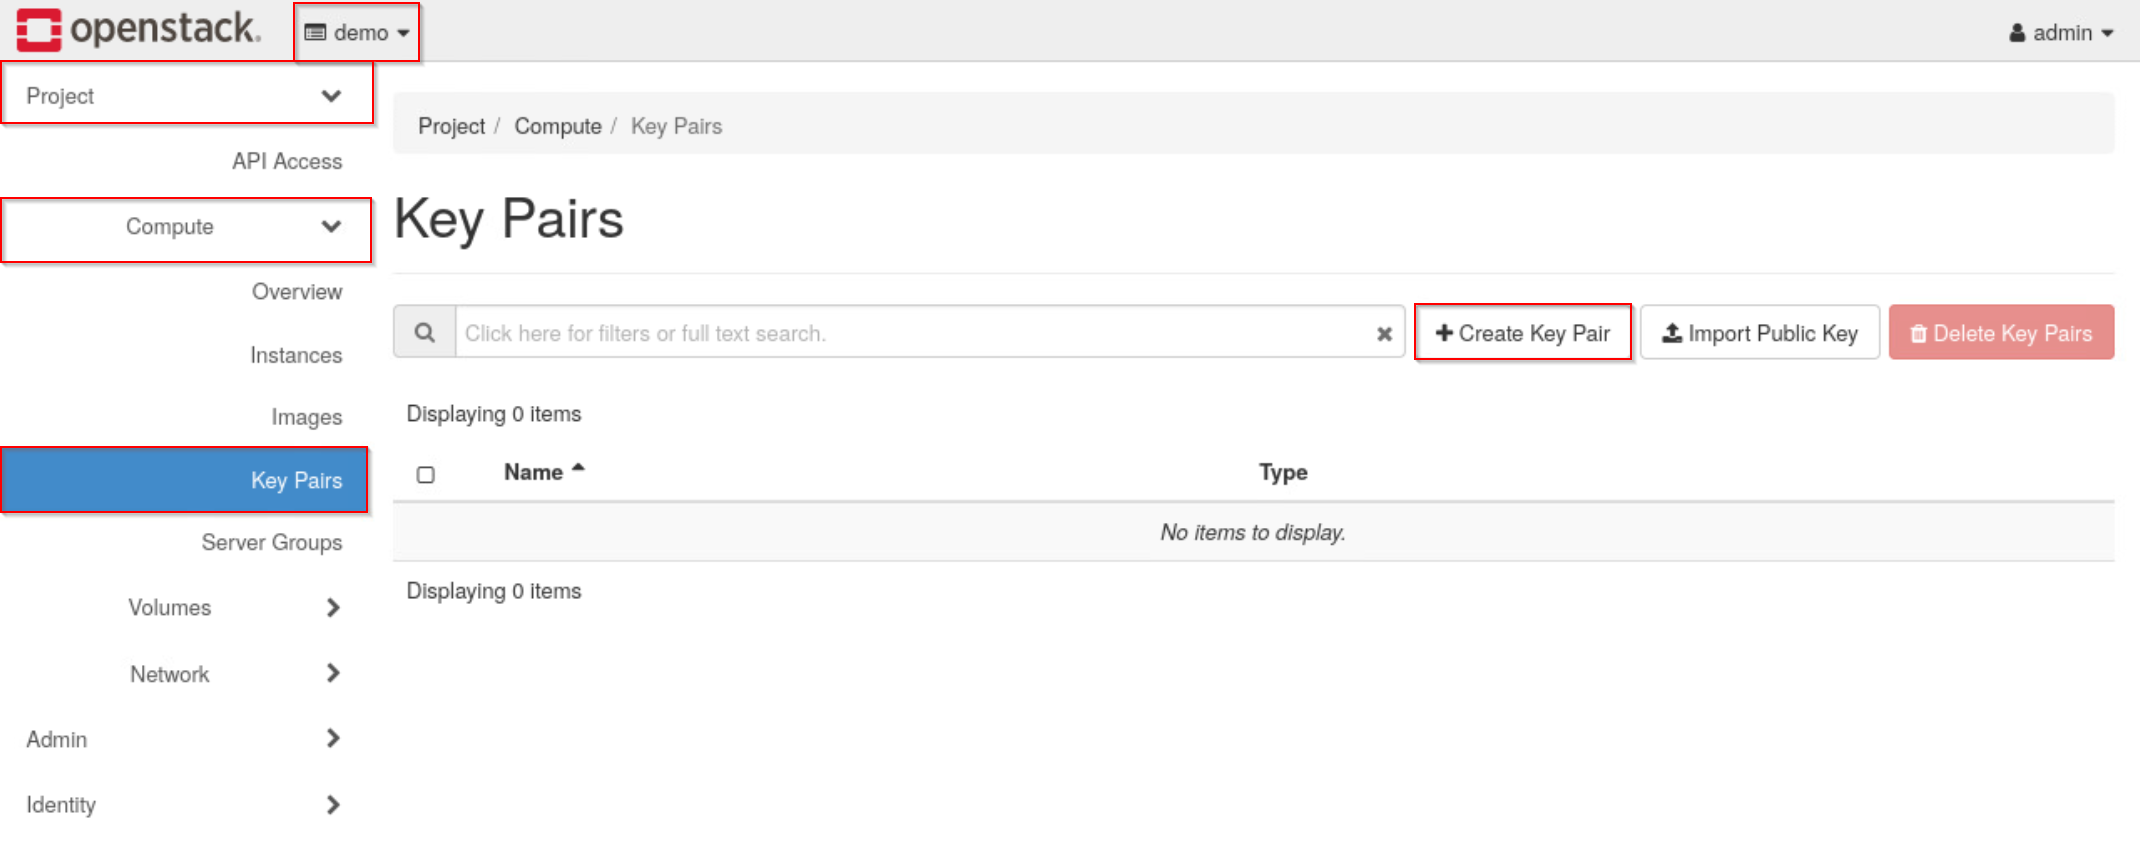 openstack. demo admin
Project
API Access
Compute
Overview
Instances
Images
Key Pairs
Server Groups
Volumes
Network
Admin
Identity
Project / Compute / Key Pairs
Key Pairs
Click here for filters or full text search. Create Key Pair Import Public Key Delete Key Pairs
Displaying 0 items
Name Type
No items to display.
Displaying 0 items